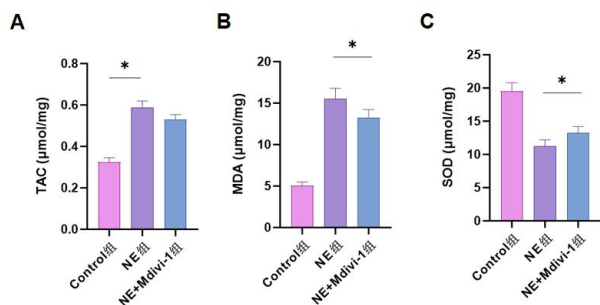 A
TAC (μmol/mg)
0.8
0.6
0.4
0.2
0.0
*
Control组
NE组
NE+Mdivi-1组
B
MDA (μmol/mg)
20
15
10
5
0
*
Control组
NE组
NE+Mdivi-1组
C
SOD (μmol/mg)
25
20
15
10
5
0
*
Control组
NE组
NE+Mdivi-1组